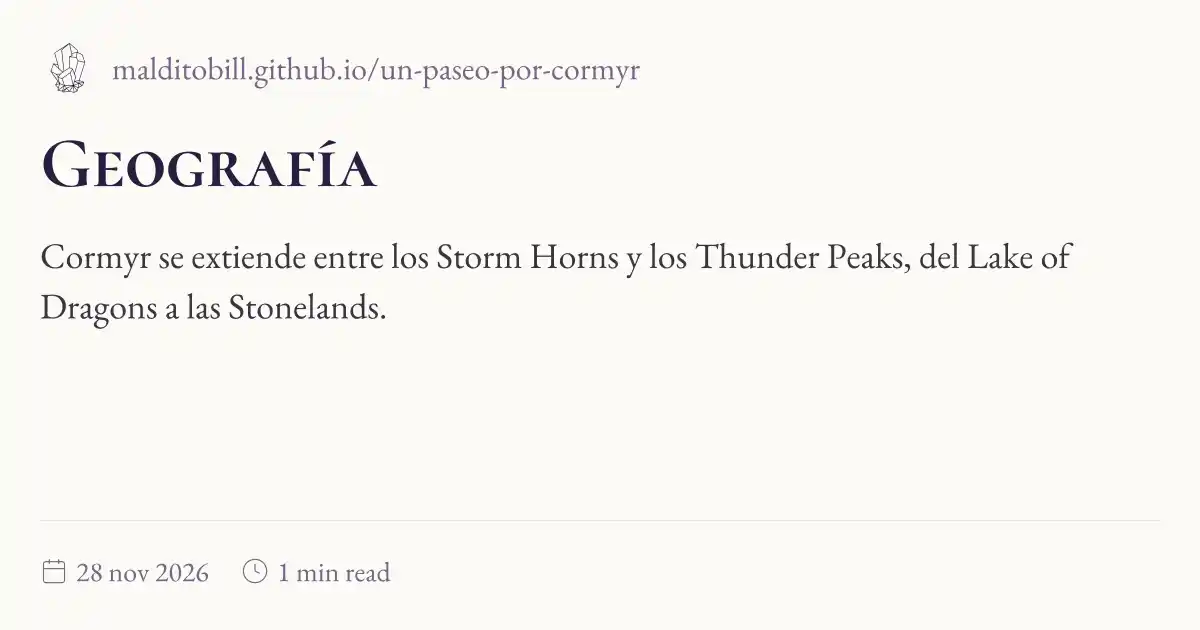 malditobill.github.io/un-paseo-por-cormyr
Geografía
Cormyr se extiende entre los Storm Horns y los Thunder Peaks, del Lake of
Dragons a las Stonelands.
28 nov 2026
1 min read